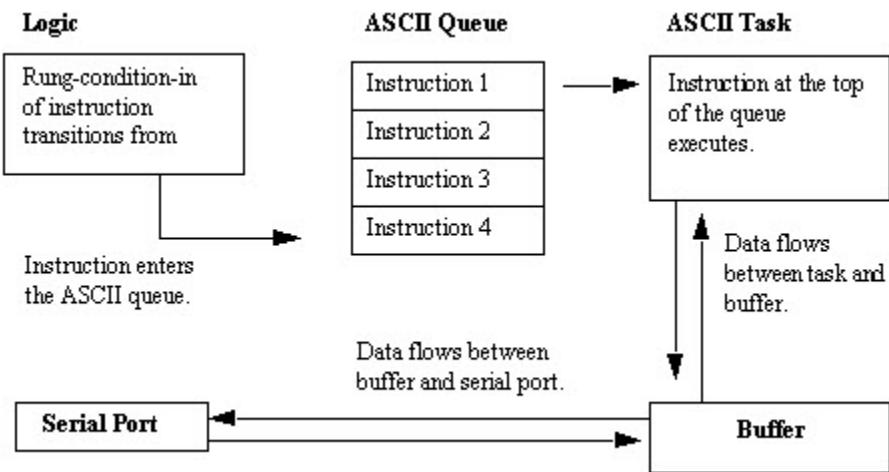 Logic
ASCII Queue
ASCII Task
Rung-condition-in
of instruction
transitions from
Instruction 1
Instruction 2
Instruction 3
Instruction 4
Instruction at the top
of the queue
executes.
Instruction enters
the ASCII queue.
Data flows
between task and
buffer.
Data flows between
buffer and serial port.
Serial Port
Buffer